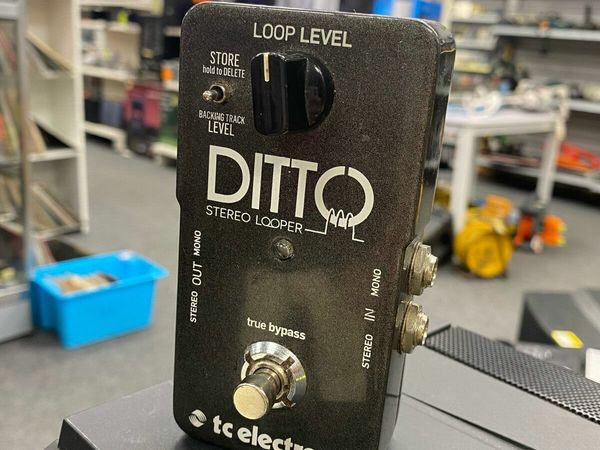 LOOP LEVEL
STORE
hold to DELETE
BACKING TRACK
LEVEL
DITTO
STEREO LOOPER
STEREO OUT MONO
STEREO IN MONO
true bypass
tc electro